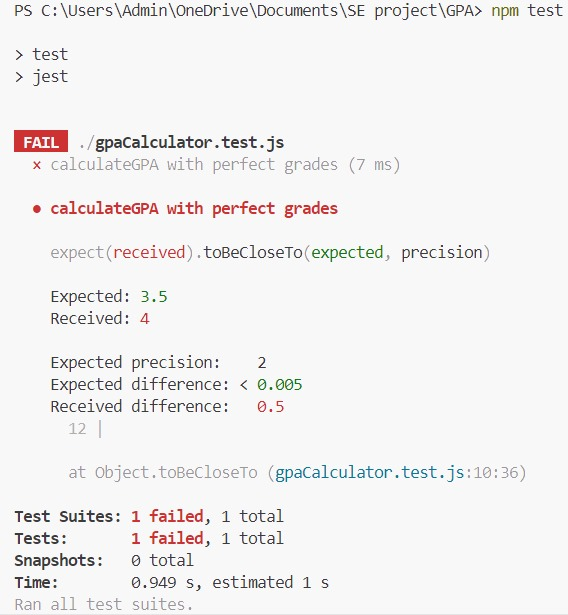 PS C:\Users\Admin\OneDrive\Documents\SE project\GPA> npm test
> test
> jest
FAIL ./gpaCalculator.test.js
× calculateGPA with perfect grades (7 ms)
● calculateGPA with perfect grades
expect(received).toBeCloseTo(expected, precision)
Expected: 3.5
Received: 4
Expected precision: 2
Expected difference: < 0.005
Received difference: 0.5
12 |
at Object.toBeCloseTo (gpaCalculator.test.js:10:36)
Test Suites: 1 failed, 1 total
Tests: 1 failed, 1 total
Snapshots: 0 total
Time: 0.949 s, estimated 1 s
Ran all test suites.